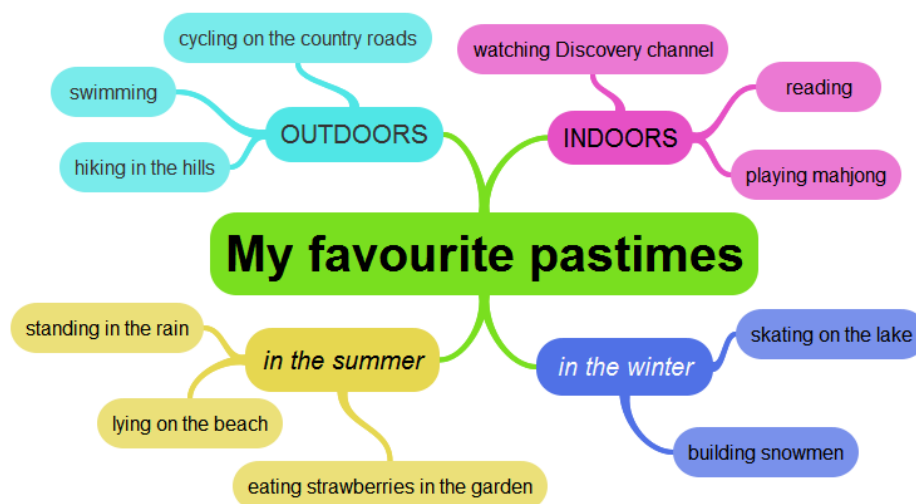 cycling on the country roads
swimming
hiking in the hills
OUTDOORS
watching Discovery channel
reading
playing mahjong
INDOORS
My favourite pastimes
standing in the rain
lying on the beach
eating strawberries in the garden
in the summer
skating on the lake
building snowmen
in the winter